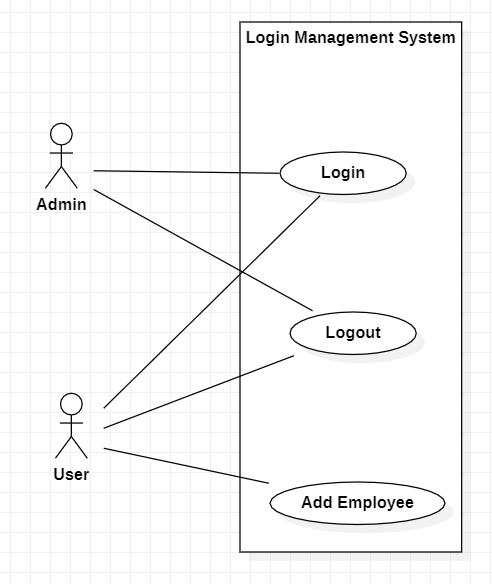 Login Management System
Admin
Login
Logout
User
Add Employee